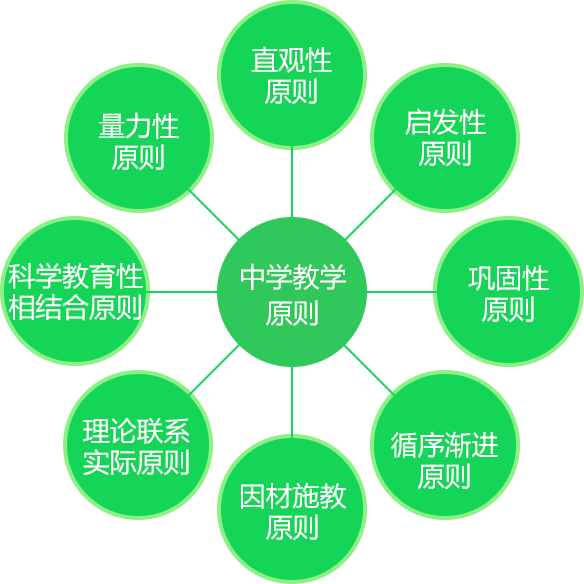 直观性
原则
启发性
原则
巩固性
原则
循序渐进
原则
因材施教
原则
理论联系
实际原则
科学教育性
相结合原则
量力性
原则
中学教学
原则